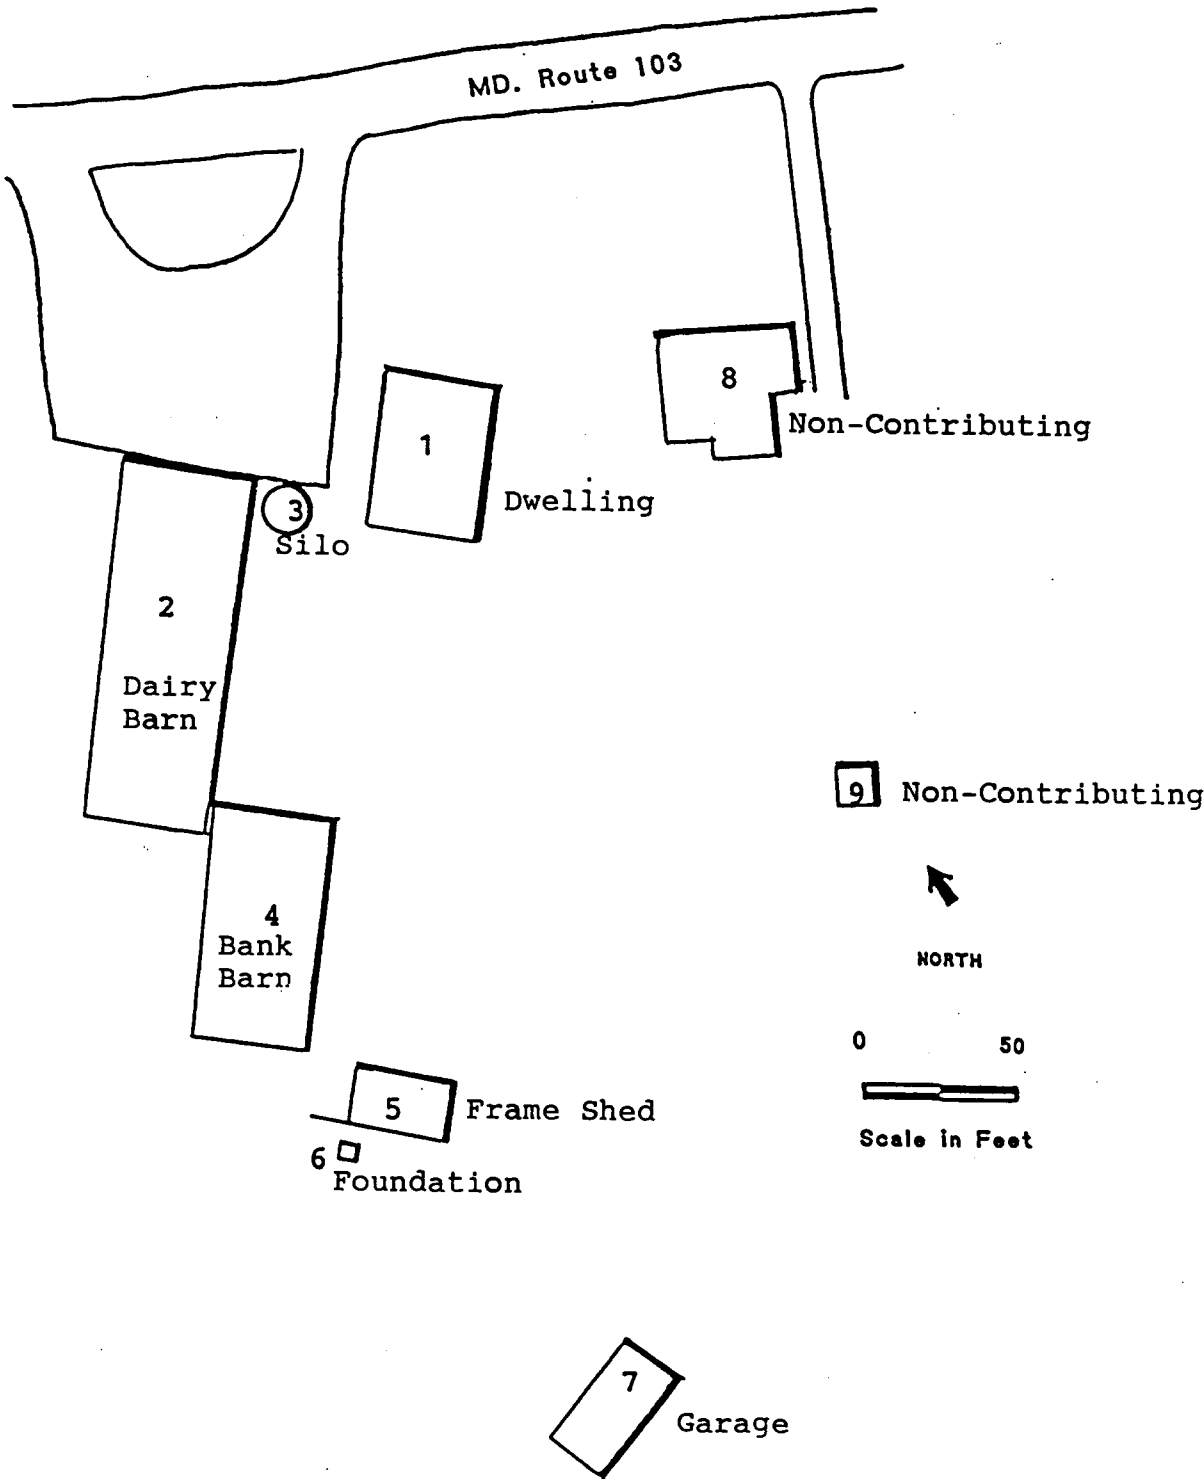 MD. Route 103
8
Non-Contributing
1
Dwelling
3
Silo
2
Dairy
Barn
9
Non-Contributing
4
Bank
Barn
NORTH
0 50
Scale in Feet
5
Frame Shed
6
Foundation
7
Garage